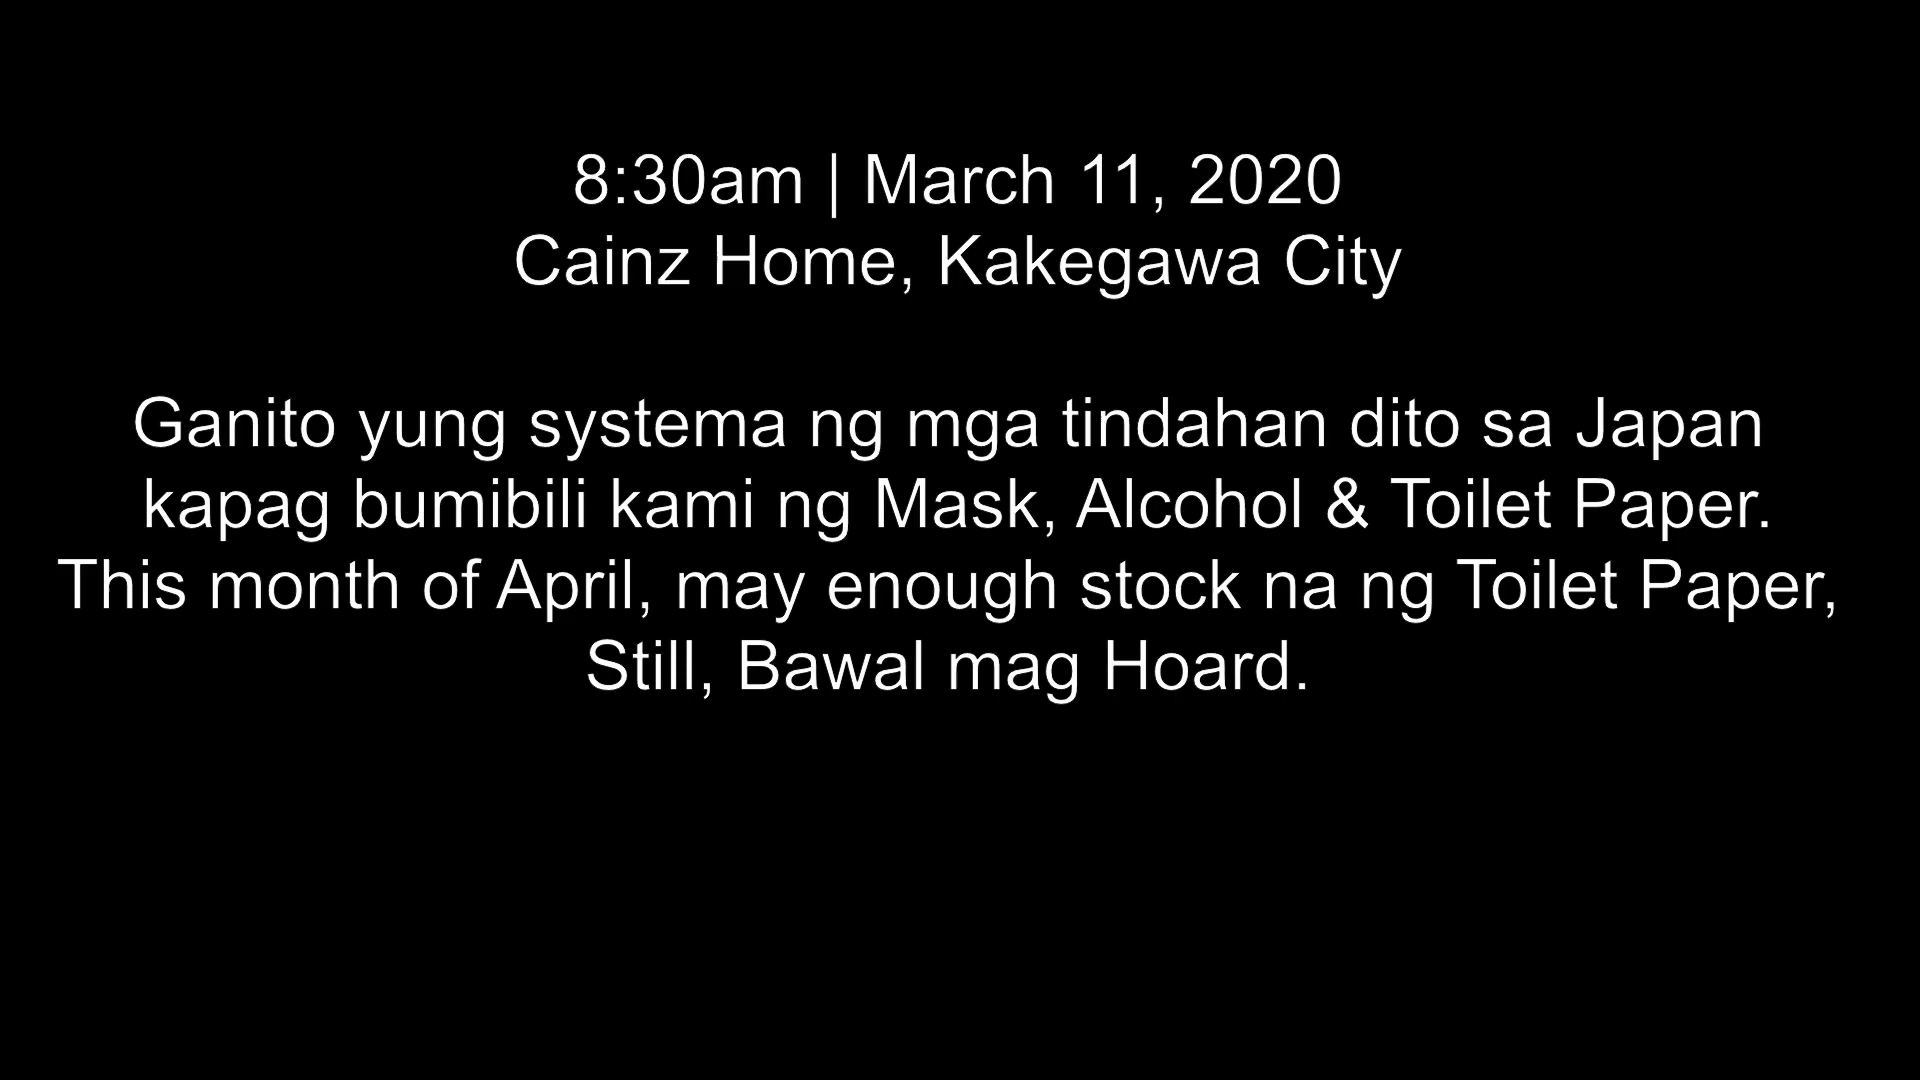 8:30am | March 11, 2020
Cainz Home, Kakegawa City
Ganito yung systema ng mga tindahan dito sa Japan
kapag bumibili kami ng Mask, Alcohol & Toilet Paper.
This month of April, may enough stock na ng Toilet Paper,
Still, Bawal mag Hoard.